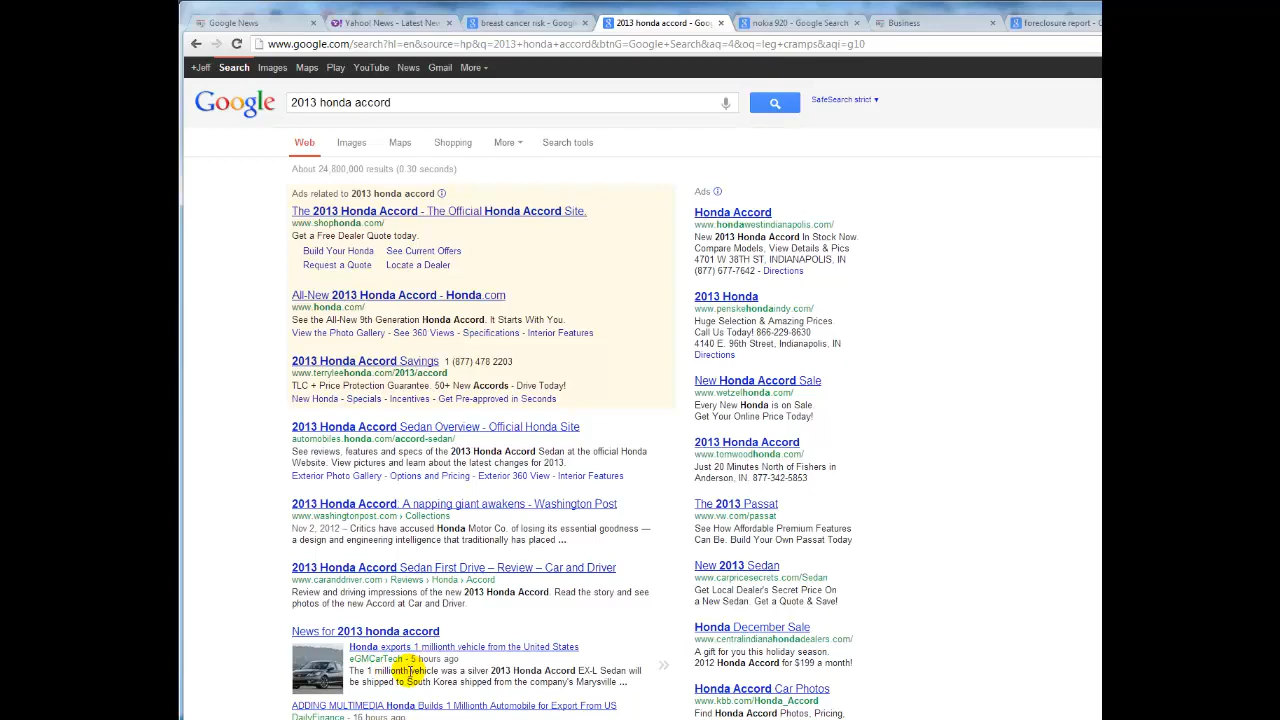 Google News
Yahoo! News - Latest New
breast cancer risk - Google
2013 honda accord - Goog
nokia 920 - Google Search
Business
foreclosure report - G
www.google.com/search?hl=en&source=hp&q=2013+honda+accord&btnG=Google+Search&aq=4&oq=leg+cramps&aqi=g10
+Jeff Search Images Maps Play YouTube News Gmail More
Google
2013 honda accord
SafeSearch strict
Web Images Maps Shopping More Search tools
About 24,800,000 results (0.30 seconds)
Ads related to 2013 honda accord
The 2013 Honda Accord - The Official Honda Accord Site.
www.shophonda.com/
Get a Free Dealer Quote today.
Build Your Honda See Current Offers
Request a Quote Locate a Dealer
All-New 2013 Honda Accord - Honda.com
www.honda.com/
See the All-New 9th Generation Honda Accord. It Starts With You.
View the Photo Gallery - See 360 Views - Specifications - Interior Features
2013 Honda Accord Savings 1 (877) 478 2203
www.terryleehonda.com/2013/accord
TLC + Price Protection Guarantee. 50+ New Accords - Drive Today!
New Honda - Specials - Incentives - Get Pre-approved in Seconds
2013 Honda Accord Sedan Overview - Official Honda Site
automobiles.honda.com/accord-sedan/
See reviews, features and specs of the 2013 Honda Accord Sedan at the official Honda
Website. View pictures and learn about the latest changes for 2013.
Exterior Photo Gallery - Options and Pricing - Exterior 360 View - Interior Features
2013 Honda Accord: A napping giant awakens - Washington Post
www.washingtonpost.com › Collections
Nov 2, 2012 – Critics have accused Honda Motor Co. of losing its essential goodness —
a design and engineering intelligence that traditionally has placed ...
2013 Honda Accord Sedan First Drive – Review – Car and Driver
www.caranddriver.com › Reviews › Honda › Accord
Review and driving impressions of the new 2013 Honda Accord. Read the story and see
photos of the new Accord at Car and Driver.
News for 2013 honda accord
Honda exports 1 millionth vehicle from the United States
eGMCarTech - 5 hours ago
The 1 millionth vehicle was a silver 2013 Honda Accord EX-L Sedan will
be shipped to South Korea shipped from the company's Marysville ...
ADDING MULTIMEDIA Honda Builds 1 Millionth Automobile for Export From US
DailyFinance - 16 hours ago
Ads
Honda Accord
www.hondawestindianapolis.com/
New 2013 Honda Accord In Stock Now.
Compare Models, View Details & Pics
4701 W 38TH ST, INDIANAPOLIS, IN
(877) 677-7642 - Directions
2013 Honda
www.penskehondaindy.com/
Huge Selection & Amazing Prices.
Call Us Today! 866-229-8630
4140 E. 96th Street, Indianapolis, IN
Directions
New Honda Accord Sale
www.wetzelhonda.com/
Every New Honda is on Sale.
Get Your Online Price Today!
2013 Honda Accord
www.tomwoodhonda.com/
Just 20 Minutes North of Fishers in
Anderson, IN. 877-342-5853
The 2013 Passat
www.vw.com/passat
See How Affordable Premium Features
Can Be. Build Your Own Passat Today
New 2013 Sedan
www.carpricesecrets.com/Sedan
Get Local Dealer's Secret Price On
a New Sedan. Get a Quote & Save!
Honda December Sale
www.centralindianahondadealers.com/
A gift for you this holiday season.
2012 Honda Accord for $199 a month!
Honda Accord Car Photos
www.kbb.com/Honda_Accord
Find Honda Accord Photos, Pricing,